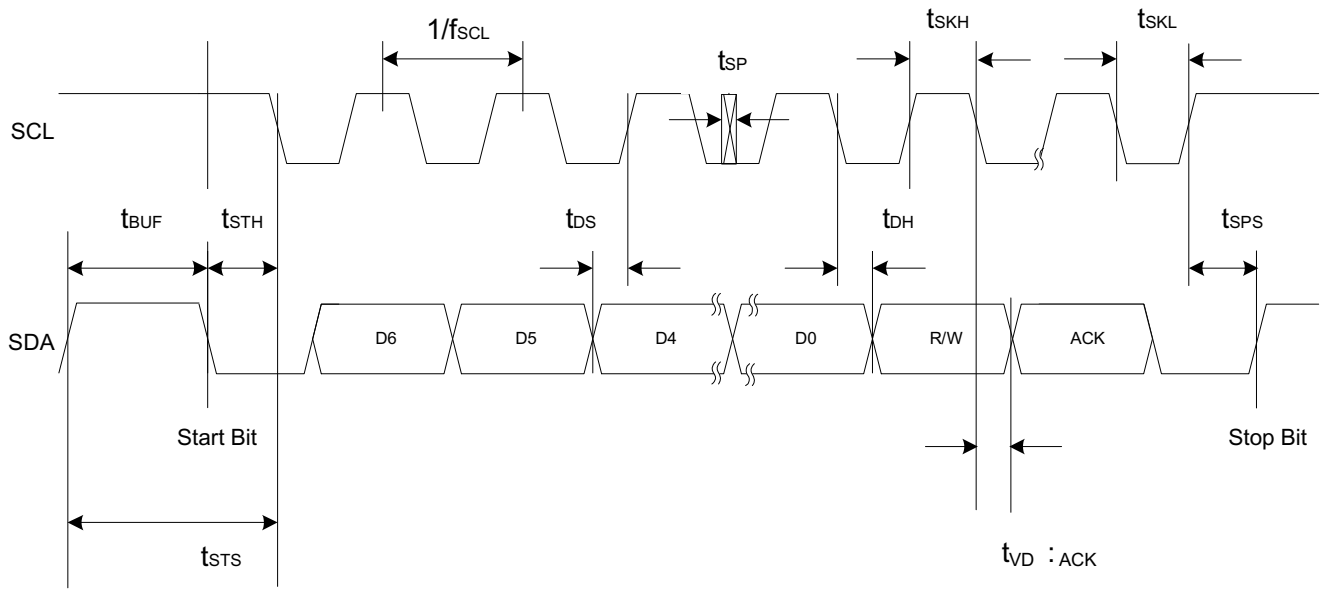 1/fSCL
tSKH
tSKL
tSP
SCL
tBUF
tSTH
tDS
tDH
tSPS
SDA
D6
D5
D4
D0
R/W
ACK
Start Bit
Stop Bit
tSTS
tVD :ACK